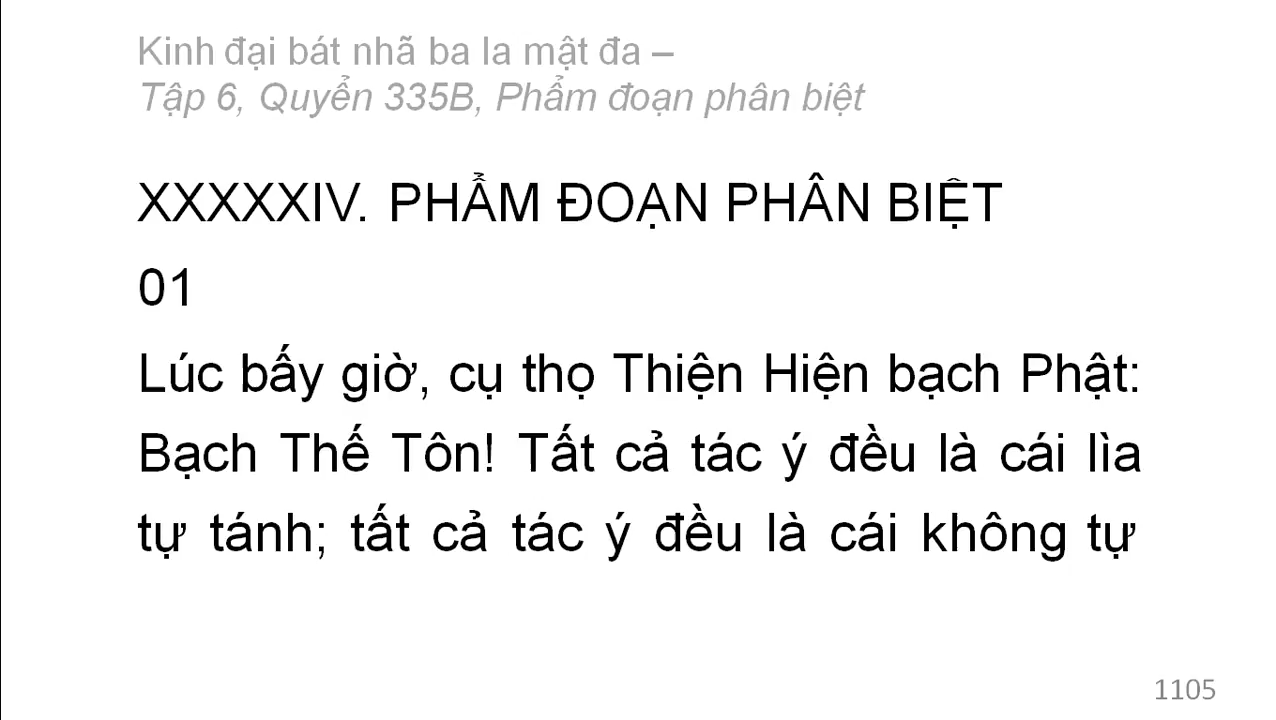 Kinh đại bát nhã ba la mật đa –
Tập 6, Quyển 335B, Phẩm đoạn phân biệt
XXXXXIV. PHẨM ĐOẠN PHÂN BIỆT
01
Lúc bấy giờ, cụ thọ Thiện Hiện bạch Phật:
Bạch Thế Tôn! Tất cả tác ý đều là cái lìa
tự tánh; tất cả tác ý đều là cái không tự
1105